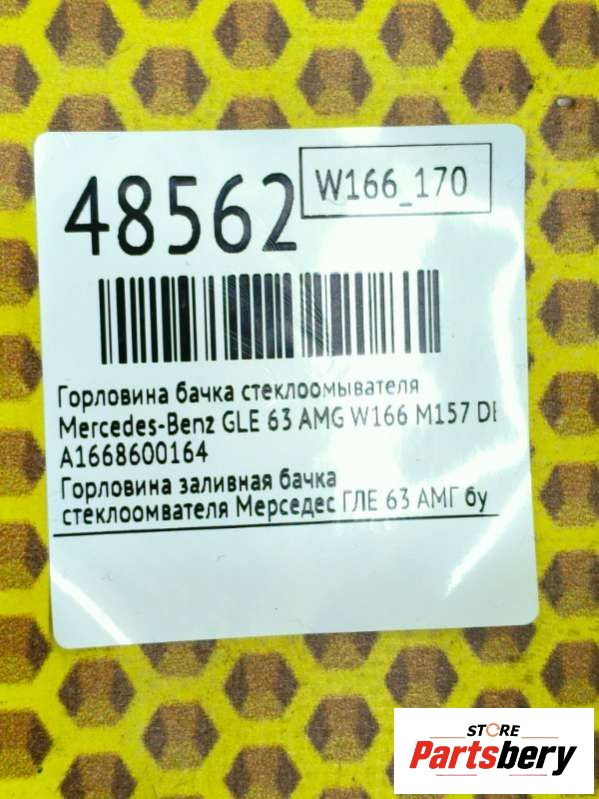 48562
W166_170
Горловина бачка стеклоомывателя
Mercedes-Benz GLE 63 AMG W166 M157 DE
A1668600164
Горловина заливная бачка
стеклоомвателя Мерседес ГЛЕ 63 АМГ бу
STORE
Partsbery